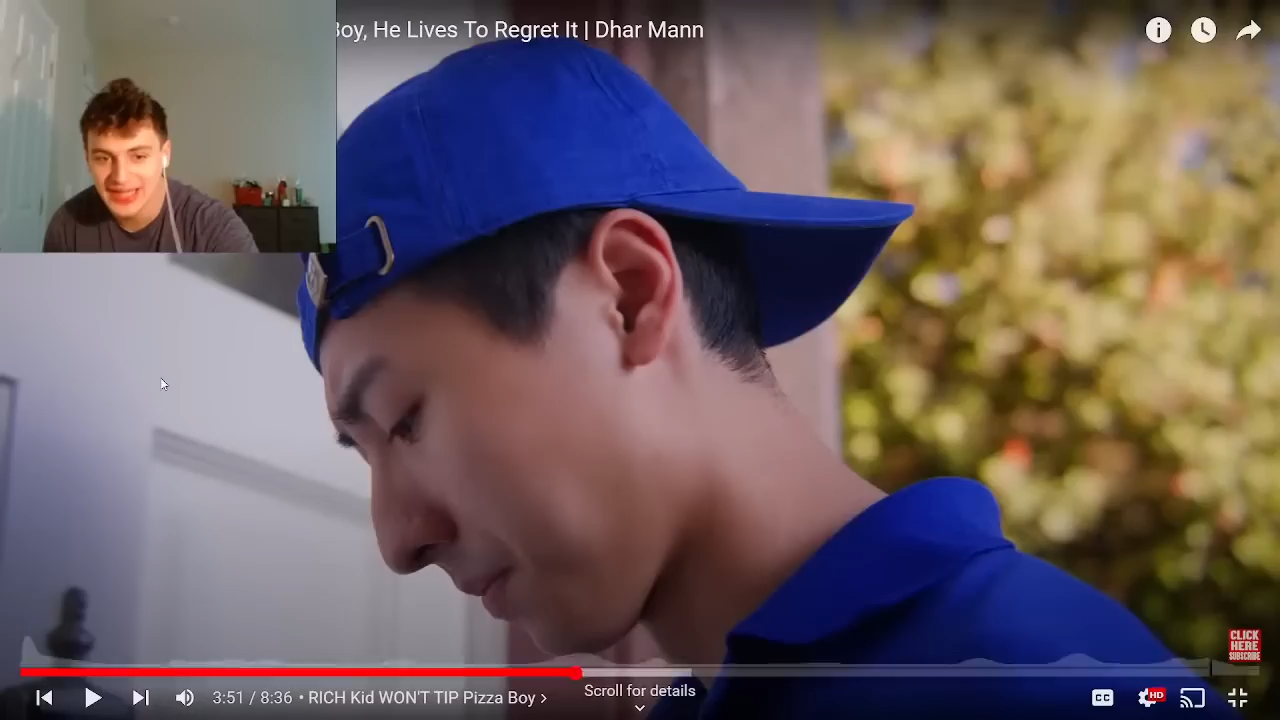 Boy, He Lives To Regret It | Dhar Mann
CLICK
HERE
SUBSCRIBE
3:51 / 8:36 • RICH Kid WON'T TIP Pizza Boy ›
Scroll for details
CC
HD